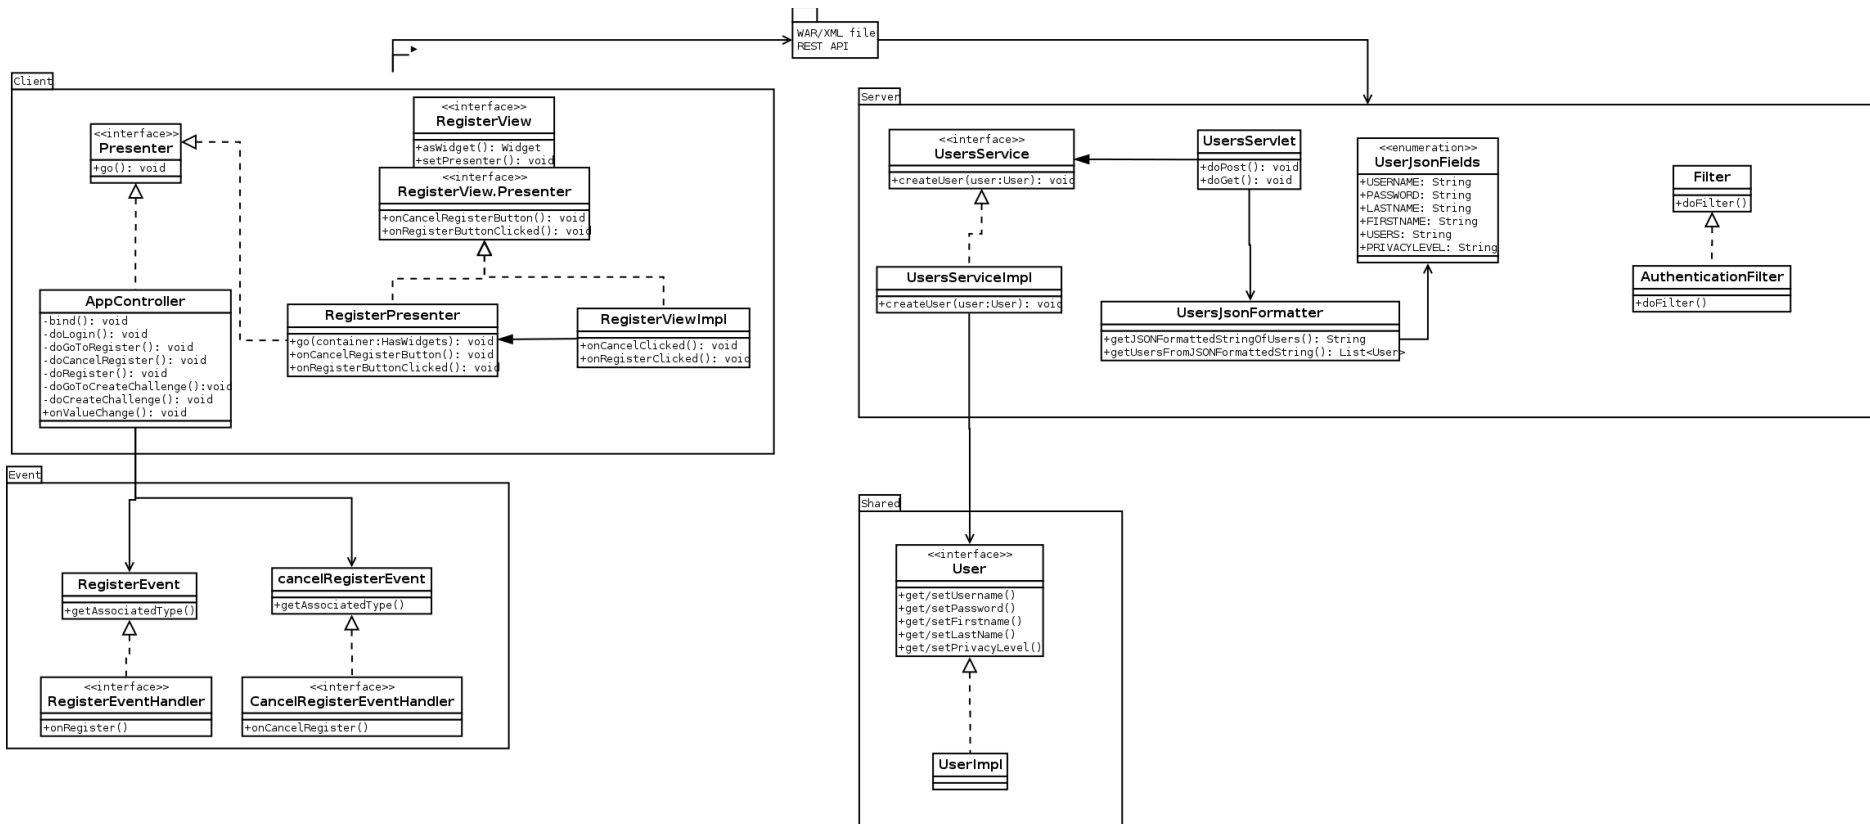 WAR/XML file
REST API
Client
<<interface>>
Presenter
+go(): void
<<interface>>
RegisterView
+asWidget(): Widget
+setPresenter(): void
<<interface>>
RegisterView.Presenter
+onCancelRegisterButton(): void
+onRegisterButtonClicked(): void
AppController
-bind(): void
-doLogin(): void
-doGoToRegister(): void
-doCancelRegister(): void
-doRegister(): void
-doGoToCreateChallenge():void
-doCreateChallenge(): void
+onValueChange(): void
RegisterPresenter
+go(container:HasWidgets): void
+onCancelRegisterButton(): void
+onRegisterButtonClicked(): void
RegisterViewImpl
+onCancelClicked(): void
+onRegisterClicked(): void
Server
<<interface>>
UsersService
+createUser(user:User): void
UsersServlet
+doPost(): void
+doGet(): void
<<enumeration>>
UserJsonFields
+USERNAME: String
+PASSWORD: String
+LASTNAME: String
+FIRSTNAME: String
+USERS: String
+PRIVACYLEVEL: String
Filter
+doFilter()
UsersServiceImpl
+createUser(user:User): void
UsersJsonFormatter
+getJSONFormattedStringOfUsers(): String
+getUsersFromJSONFormattedString(): List<User>
AuthenticationFilter
+doFilter()
Event
RegisterEvent
+getAssociatedType()
cancelRegisterEvent
+getAssociatedType()
<<interface>>
RegisterEventHandler
+onRegister()
<<interface>>
CancelRegisterEventHandler
+onCancelRegister()
Shared
<<interface>>
User
+get/setUsername()
+get/setPassword()
+get/setFirstname()
+get/setLastName()
+get/setPrivacyLevel()
UserImpl